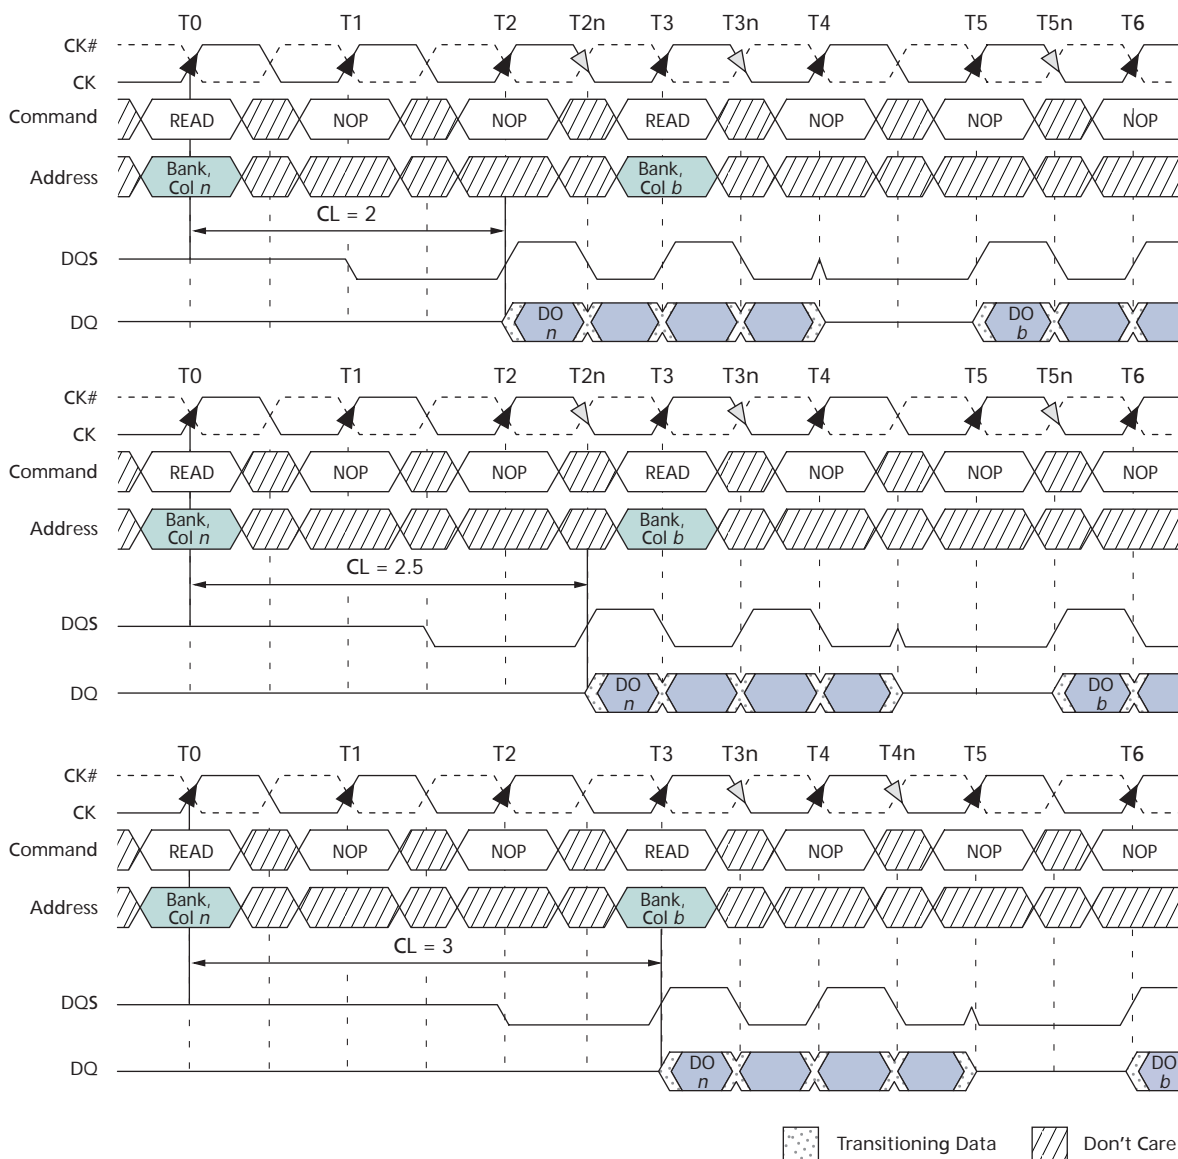 T0 T1 T2 T2n T3 T3n T4 T5 T5n T6
CK#
CK
Command READ NOP NOP READ NOP NOP NOP
Address Bank, Col n Bank, Col b
CL = 2
DQS
DQ DO n DO b
T0 T1 T2 T2n T3 T3n T4 T5 T5n T6
CK#
CK
Command READ NOP NOP READ NOP NOP NOP
Address Bank, Col n Bank, Col b
CL = 2.5
DQS
DQ DO n DO b
T0 T1 T2 T3 T3n T4 T4n T5 T6
CK#
CK
Command READ NOP NOP READ NOP NOP NOP
Address Bank, Col n Bank, Col b
CL = 3
DQS
DQ DO n DO b
Transitioning Data Don't Care